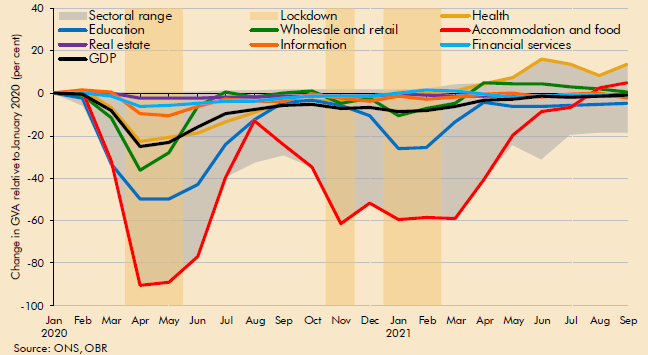 Sectoral range
Lockdown
Health
Education
Wholesale and retail
Accommodation and food
Real estate
Information
Financial services
GDP
Change in GVA relative to January 2020 (per cent)
40
20
0
-20
-40
-60
-80
-100
Jan Feb Mar Apr May Jun Jul Aug Sep Oct Nov Dec Jan Feb Mar Apr May Jun Jul Aug Sep
2020 2021
Source: ONS, OBR